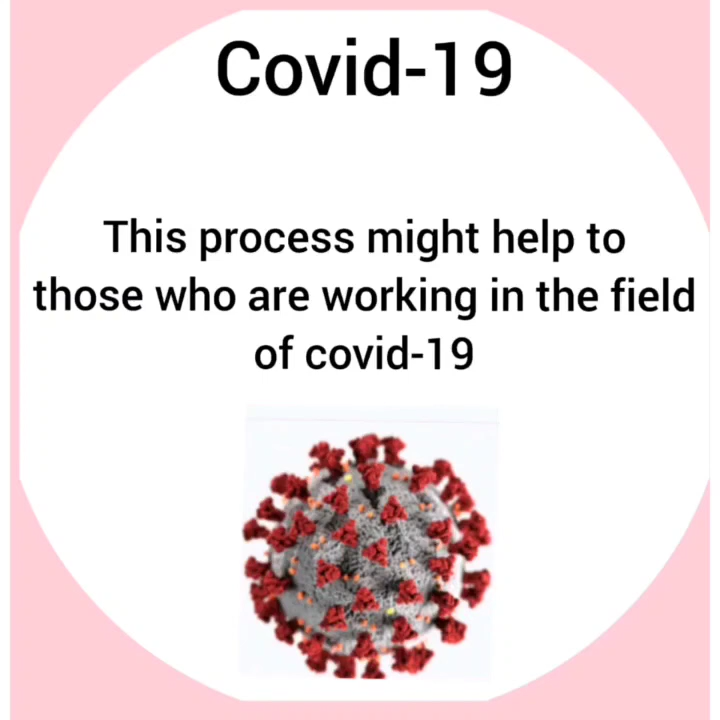 Covid-19
This process might help to
those who are working in the field
of covid-19